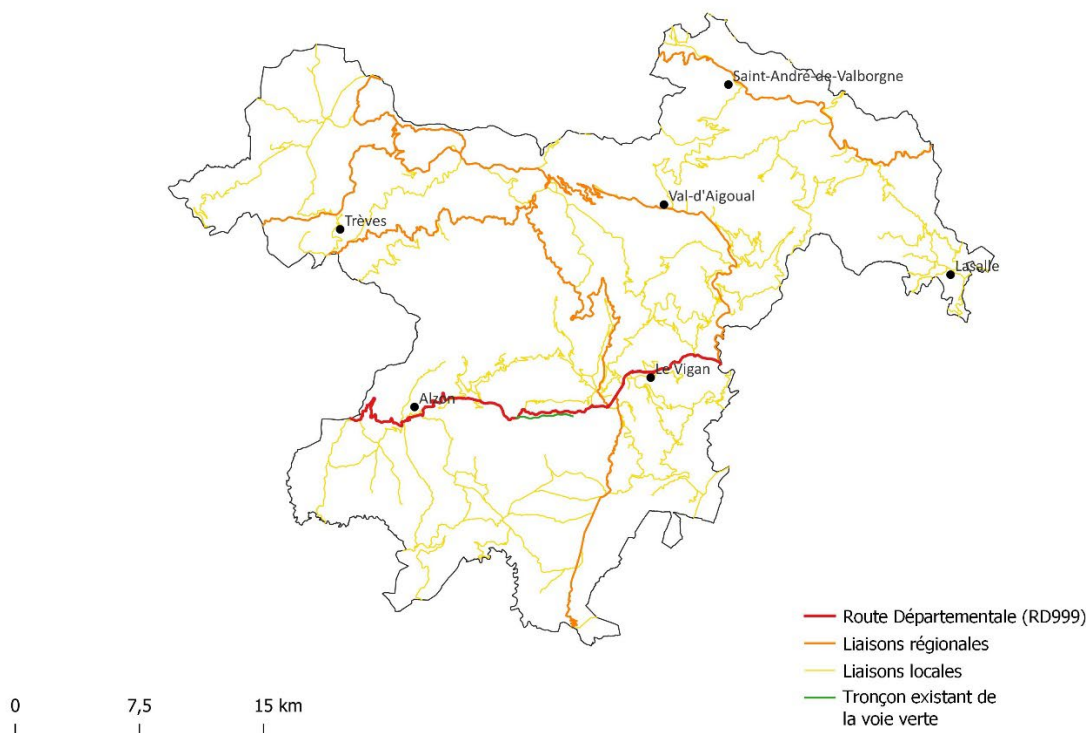 Saint-André-de-Valborgne
Val-d'Aigoual
Trèves
Lasalle
Le Vigan
Alzon
Route Départementale (RD999)
Liaisons régionales
Liaisons locales
Tronçon existant de
la voie verte
0 7,5 15 km